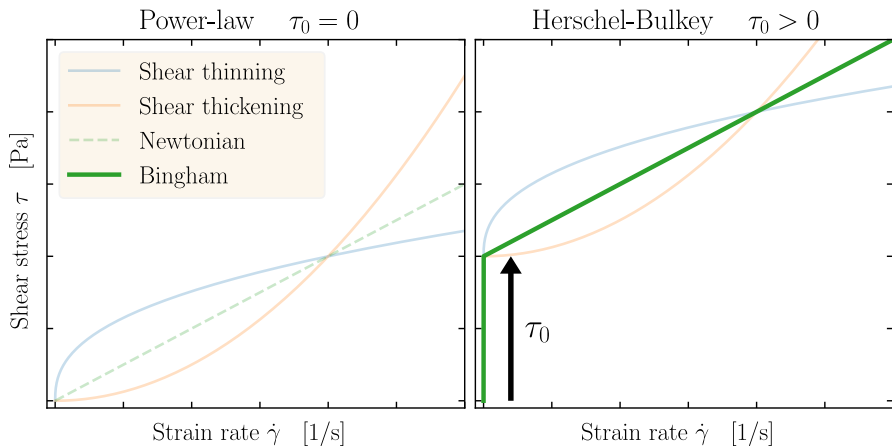 Power-law τ₀ = 0
Herschel-Bulkey τ₀ > 0
Shear thinning
Shear thickening
Newtonian
Bingham
Shear stress τ [Pa]
τ₀
Strain rate γ̇ [1/s]
Strain rate γ̇ [1/s]